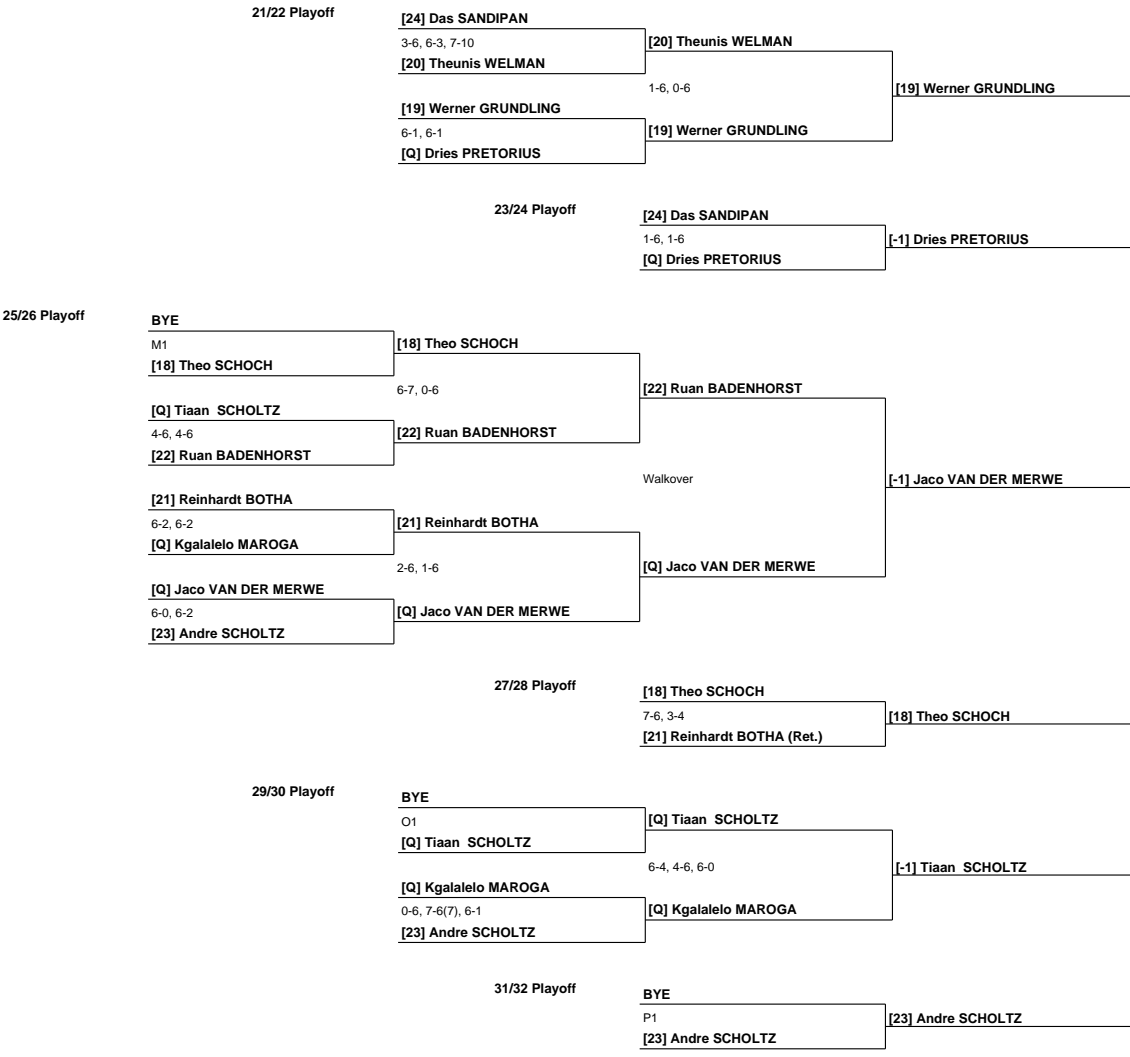 21/22 Playoff
[24] Das SANDIPAN
3-6, 6-3, 7-10
[20] Theunis WELMAN
[20] Theunis WELMAN
1-6, 0-6
[19] Werner GRUNDLING
[19] Werner GRUNDLING
6-1, 6-1
[19] Werner GRUNDLING
[Q] Dries PRETORIUS
23/24 Playoff
[24] Das SANDIPAN
1-6, 1-6
[-1] Dries PRETORIUS
[Q] Dries PRETORIUS
25/26 Playoff
BYE
M1
[18] Theo SCHOCH
[18] Theo SCHOCH
6-7, 0-6
[22] Ruan BADENHORST
[Q] Tiaan  SCHOLTZ
4-6, 4-6
[22] Ruan BADENHORST
[22] Ruan BADENHORST
Walkover
[-1] Jaco VAN DER MERWE
[21] Reinhardt BOTHA
6-2, 6-2
[21] Reinhardt BOTHA
[Q] Kgalalelo MAROGA
2-6, 1-6
[Q] Jaco VAN DER MERWE
[Q] Jaco VAN DER MERWE
6-0, 6-2
[Q] Jaco VAN DER MERWE
[23] Andre SCHOLTZ
27/28 Playoff
[18] Theo SCHOCH
7-6, 3-4
[18] Theo SCHOCH
[21] Reinhardt BOTHA (Ret.)
29/30 Playoff
BYE
O1
[Q] Tiaan  SCHOLTZ
[Q] Tiaan  SCHOLTZ
6-4, 4-6, 6-0
[-1] Tiaan  SCHOLTZ
[Q] Kgalalelo MAROGA
0-6, 7-6(7), 6-1
[Q] Kgalalelo MAROGA
[23] Andre SCHOLTZ
31/32 Playoff
BYE
P1
[23] Andre SCHOLTZ
[23] Andre SCHOLTZ